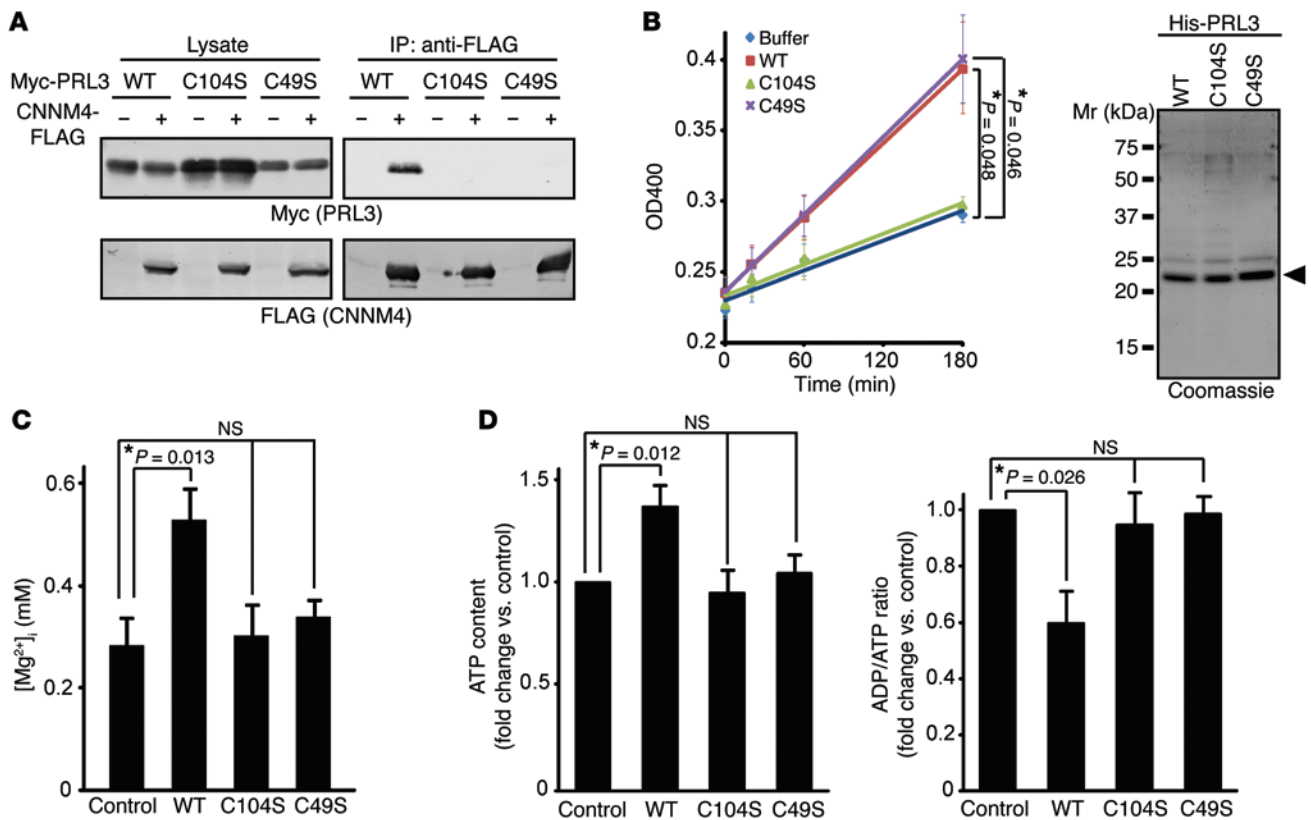 A
Lysate IP: anti-FLAG
Myc-PRL3 WT C104S C49S WT C104S C49S
CNNM4-FLAG − + − + − + − + − + − +
Myc (PRL3)
FLAG (CNNM4)
B
Buffer
WT
C104S
C49S
* P = 0.048
* P = 0.046
OD400
0.4
0.35
0.3
0.25
0.2
0 60 120 180
Time (min)
His-PRL3
WT C104S C49S
Mr (kDa)
75
50
37
25
20
15
Coomassie
C
NS
* P = 0.013
[Mg²⁺]i (mM)
0.6
0.4
0.2
0
Control WT C104S C49S
D
NS
* P = 0.012
ATP content
(fold change vs. control)
1.5
1.0
0.5
0
Control WT C104S C49S
NS
* P = 0.026
ADP/ATP ratio
(fold change vs. control)
1.0
0.8
0.6
0.4
0.2
0
Control WT C104S C49S